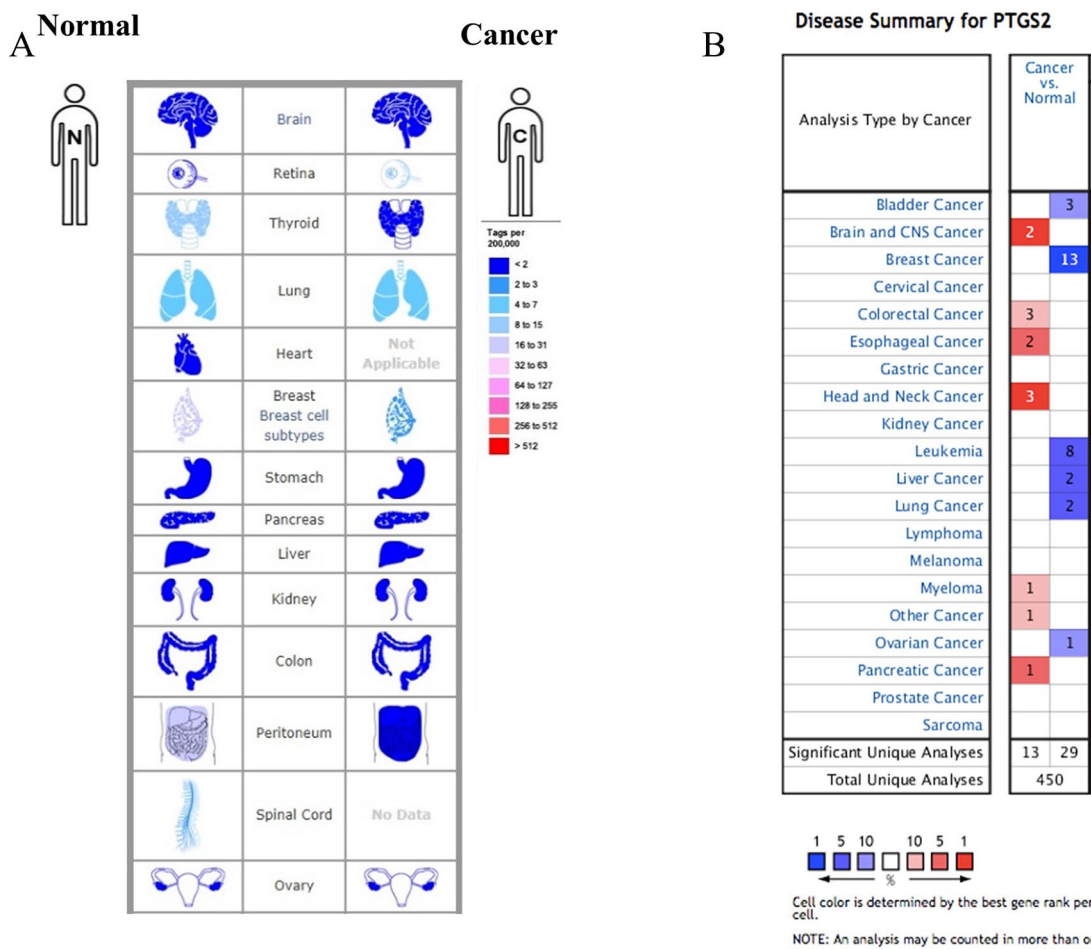 A Normal
Cancer
N
C
Brain
Retina
Thyroid
Lung
Heart
Not
Applicable
Breast
Breast cell
subtypes
Stomach
Pancreas
Liver
Kidney
Colon
Peritoneum
Spinal Cord
No Data
Ovary
Tags per
200,000
< 2
2 to 3
4 to 7
8 to 15
16 to 31
32 to 63
64 to 127
128 to 255
256 to 512
> 512
B
Disease Summary for PTGS2
Analysis Type by Cancer
Cancer
vs.
Normal
Bladder Cancer 3
Brain and CNS Cancer 2
Breast Cancer 13
Cervical Cancer
Colorectal Cancer 3
Esophageal Cancer 2
Gastric Cancer
Head and Neck Cancer 3
Kidney Cancer
Leukemia 8
Liver Cancer 2
Lung Cancer 2
Lymphoma
Melanoma
Myeloma 1
Other Cancer 1
Ovarian Cancer 1
Pancreatic Cancer 1
Prostate Cancer
Sarcoma
Significant Unique Analyses 13 29
Total Unique Analyses 450
1 5 10 10 5 1
%
Cell color is determined by the best gene rank per
cell.
NOTE: An analysis may be counted in more than